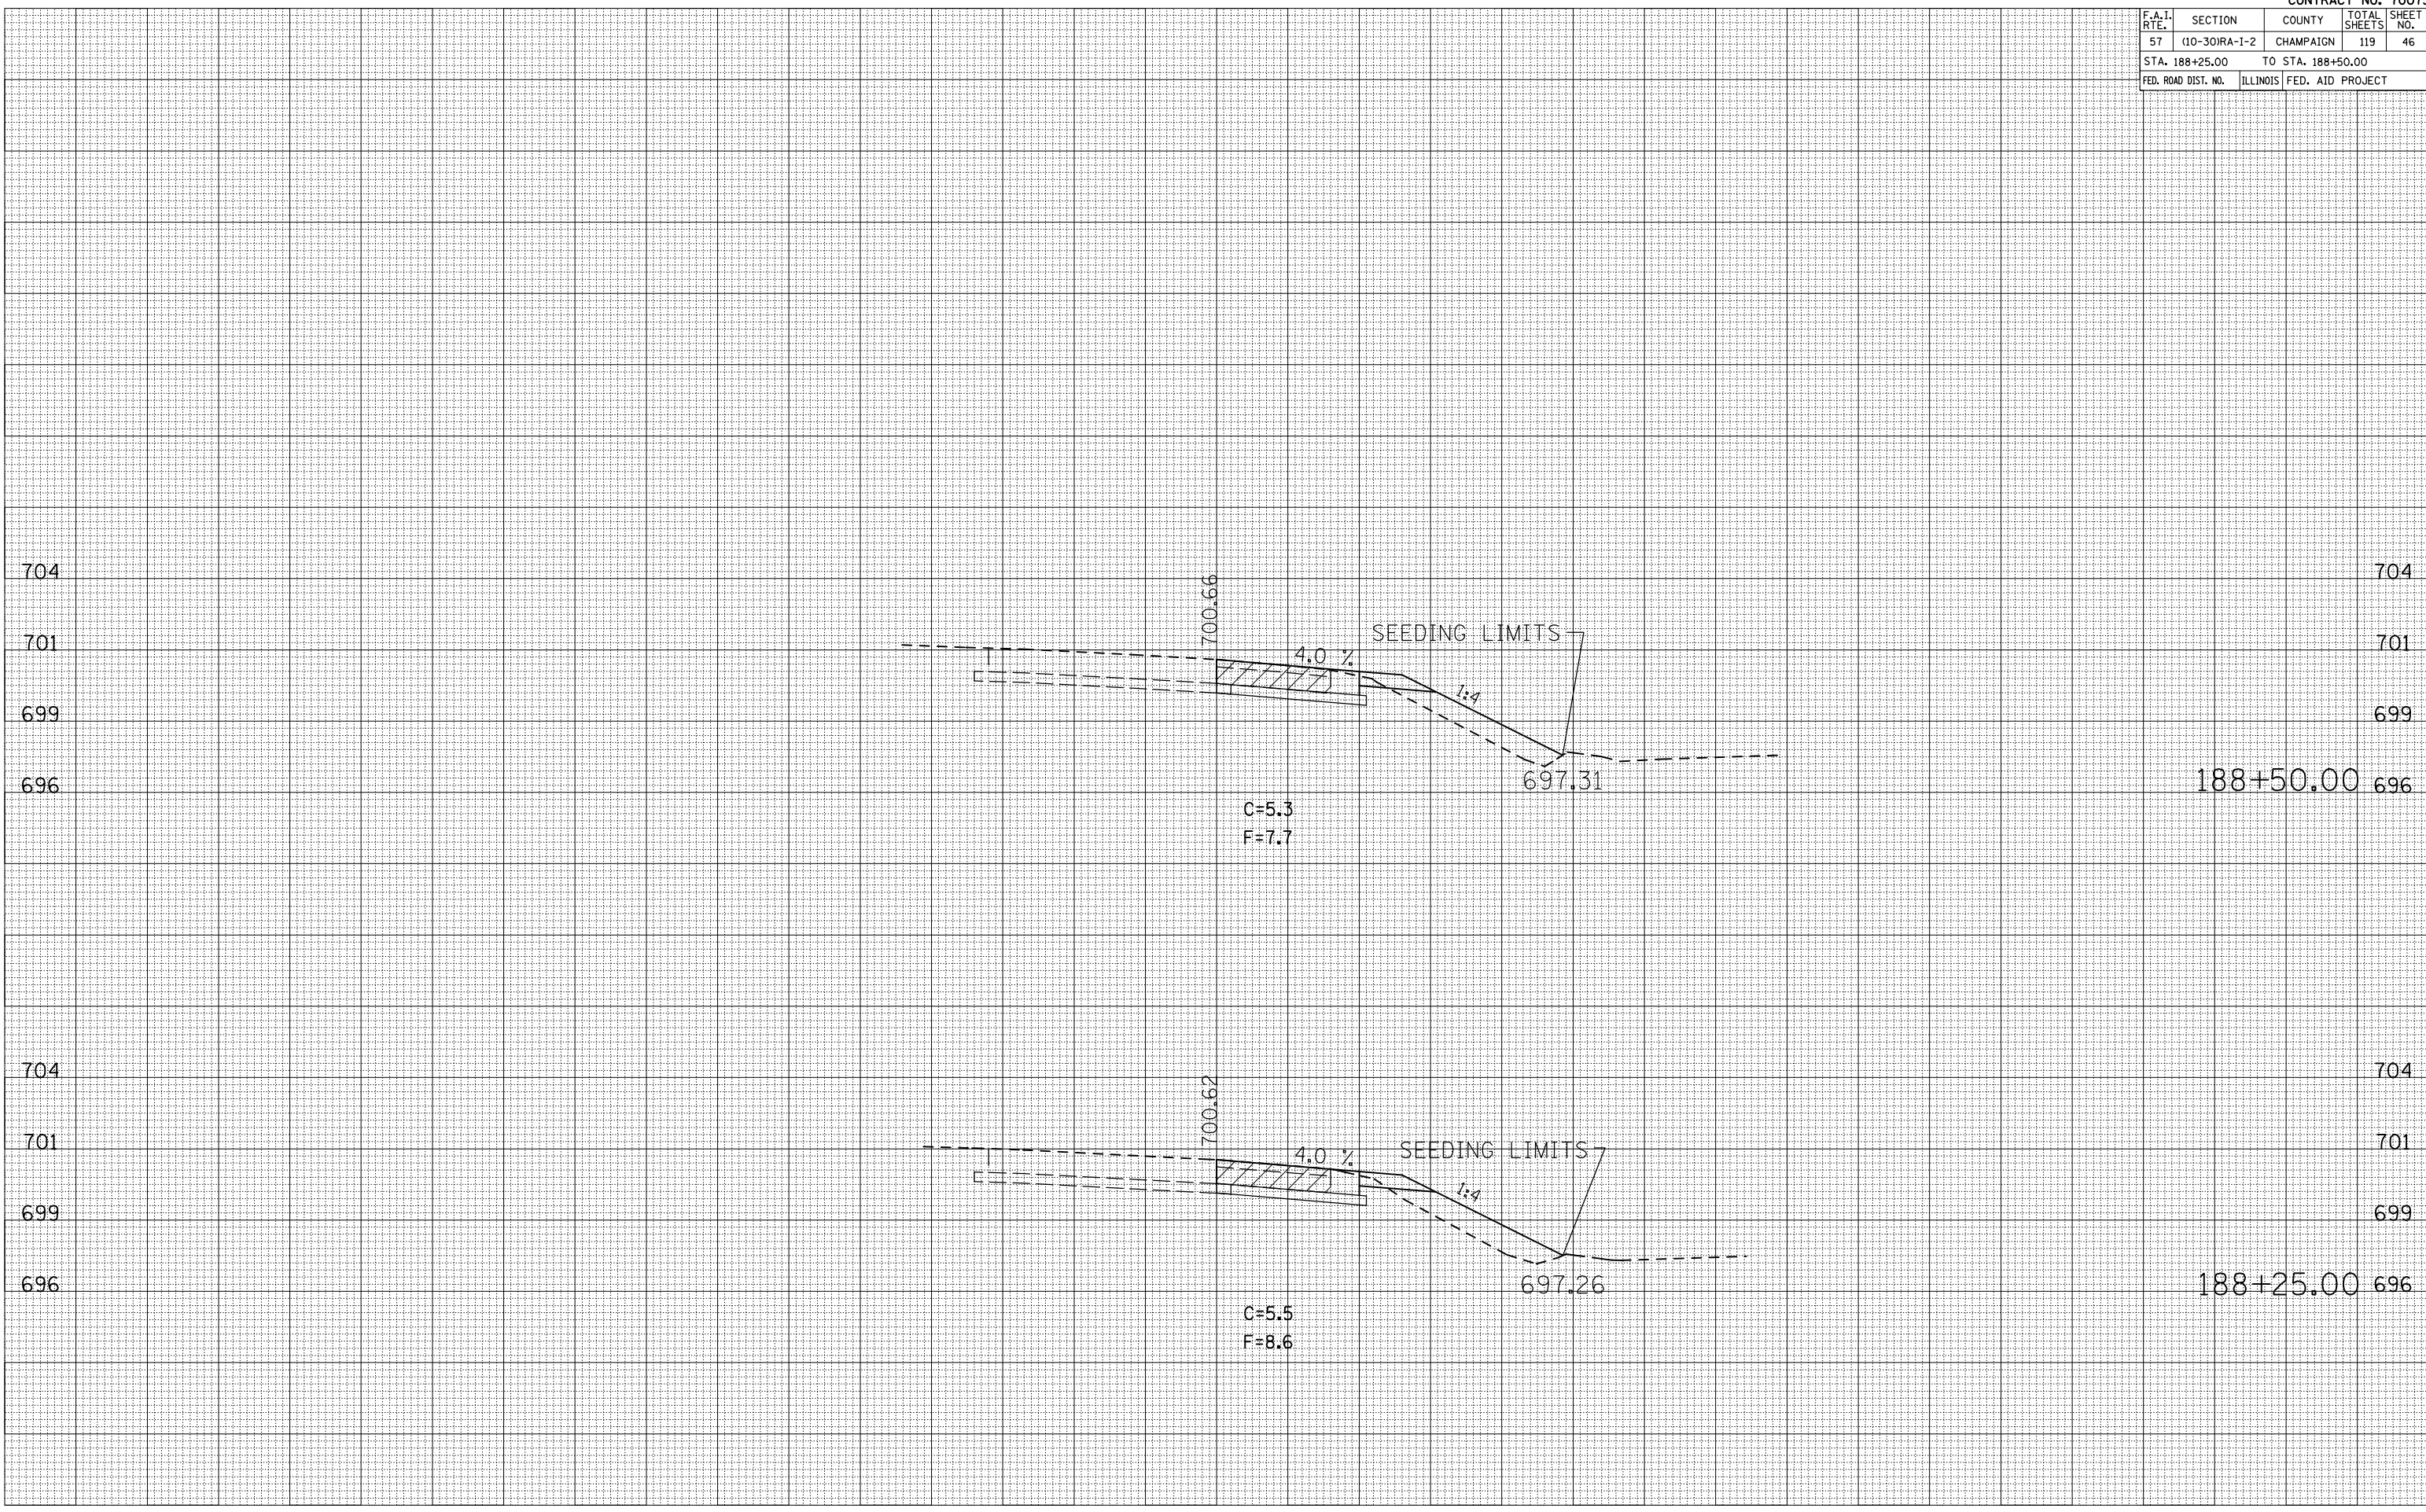 F.A.I. RTE. SECTION COUNTY TOTAL SHEETS SHEET NO.
57 (10-30)RA-I-2 CHAMPAIGN 119 46
STA. 188+25.00 TO STA. 188+50.00
FED. ROAD DIST. NO. ILLINOIS FED. AID PROJECT
704 704
700.66
701 SEEDING LIMITS 701
4.0 %
1:4
699 699
697.31
696 188+50.00 696
C=5.3
F=7.7
704 704
700.62
701 SEEDING LIMITS 701
4.0 %
1:4
699 699
697.26
696 188+25.00 696
C=5.5
F=8.6